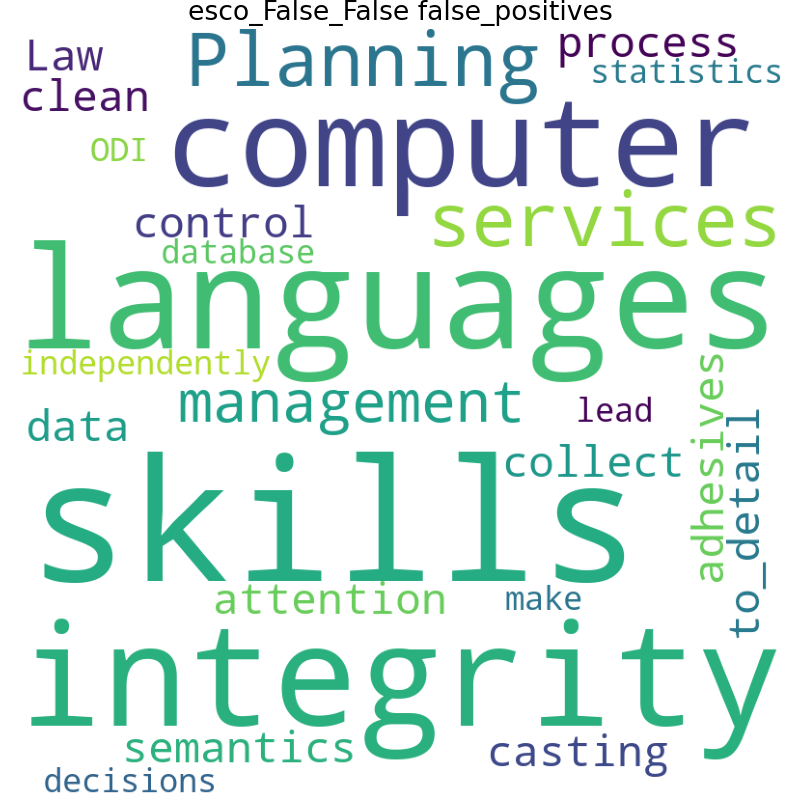 esco_False_False false_positives
Law
Planning
process
statistics
clean
computer
ODI
services
control
database
languages
independently
management
lead
data
adhesives
to_detail
collect
skills
attention
make
integrity
semantics
casting
decisions